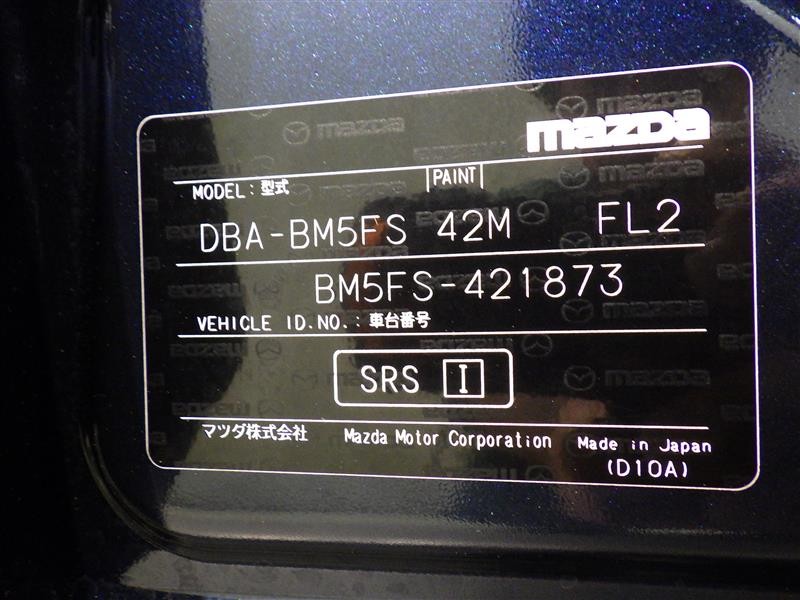 mazda
MODEL : 型式 PAINT
DBA-BM5FS 42M FL2
BM5FS-421873
VEHICLE ID.NO. : 車台番号
SRS I
マツダ株式会社 Mazda Motor Corporation Made in Japan
(D10A)